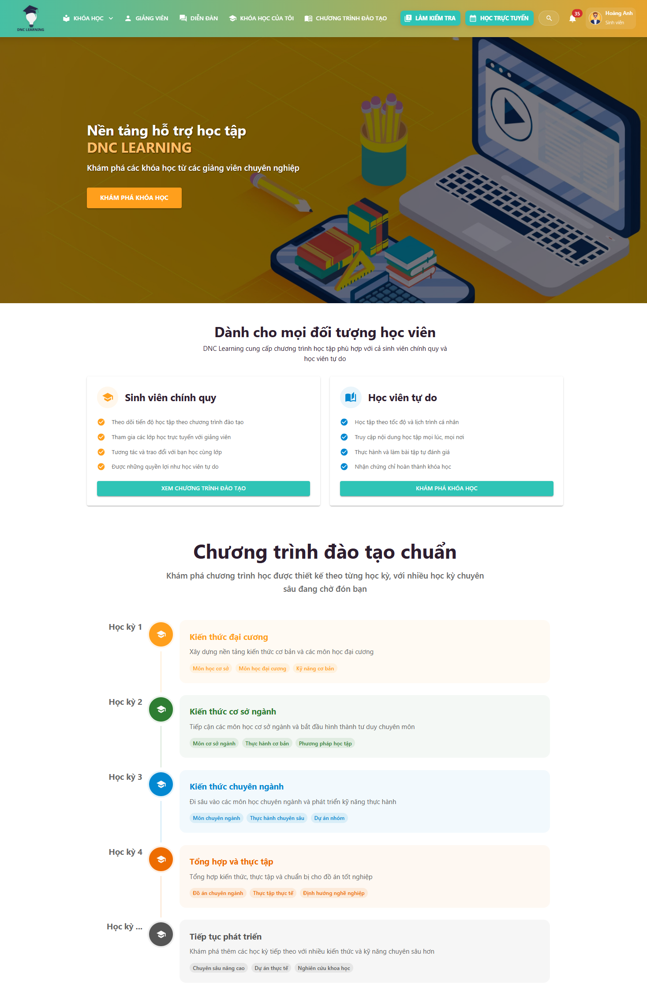 DNC LEARNING
KHÓA HỌC
GIẢNG VIÊN
DIỄN ĐÀN
KHÓA HỌC CỦA TÔI
CHƯƠNG TRÌNH ĐÀO TẠO
LÀM KIỂM TRA
HỌC TRỰC TUYẾN
35
Hoàng Anh
Sinh viên
Nền tảng hỗ trợ học tập
DNC LEARNING
Khám phá các khóa học từ các giảng viên chuyên nghiệp
KHÁM PHÁ KHÓA HỌC
Dành cho mọi đối tượng học viên
DNC Learning cung cấp chương trình học tập phù hợp với cả sinh viên chính quy và
học viên tự do
Sinh viên chính quy
Theo dõi tiến độ học tập theo chương trình đào tạo
Tham gia các lớp học trực tuyến với giảng viên
Tương tác và trao đổi với bạn học cùng lớp
Được những quyền lợi như học viên tự do
XEM CHƯƠNG TRÌNH ĐÀO TẠO
Học viên tự do
Học tập theo tốc độ và lịch trình cá nhân
Truy cập nội dung học tập mọi lúc, mọi nơi
Thực hành và làm bài tập tự đánh giá
Nhận chứng chỉ hoàn thành khóa học
KHÁM PHÁ KHÓA HỌC
Chương trình đào tạo chuẩn
Khám phá chương trình học được thiết kế theo từng học kỳ, với nhiều học kỳ chuyên
sâu đang chờ đón bạn
Học kỳ 1
Kiến thức đại cương
Xây dựng nền tảng kiến thức cơ bản và các môn học đại cương
Môn học cơ sở
Môn học đại cương
Kỹ năng cơ bản
Học kỳ 2
Kiến thức cơ sở ngành
Tiếp cận các môn học cơ sở ngành và bắt đầu hình thành tư duy chuyên môn
Môn cơ sở ngành
Thực hành cơ bản
Phương pháp học tập
Học kỳ 3
Kiến thức chuyên ngành
Đi sâu vào các môn học chuyên ngành và phát triển kỹ năng thực hành
Môn chuyên ngành
Thực hành chuyên sâu
Dự án nhóm
Học kỳ 4
Tổng hợp và thực tập
Tổng hợp kiến thức, thực tập và chuẩn bị cho đồ án tốt nghiệp
Đồ án chuyên ngành
Thực tập thực tế
Định hướng nghề nghiệp
Học kỳ ...
Tiếp tục phát triển
Khám phá thêm các học kỳ tiếp theo với nhiều kiến thức và kỹ năng chuyên sâu hơn
Chuyên sâu nâng cao
Dự án thực tế
Nghiên cứu khoa học